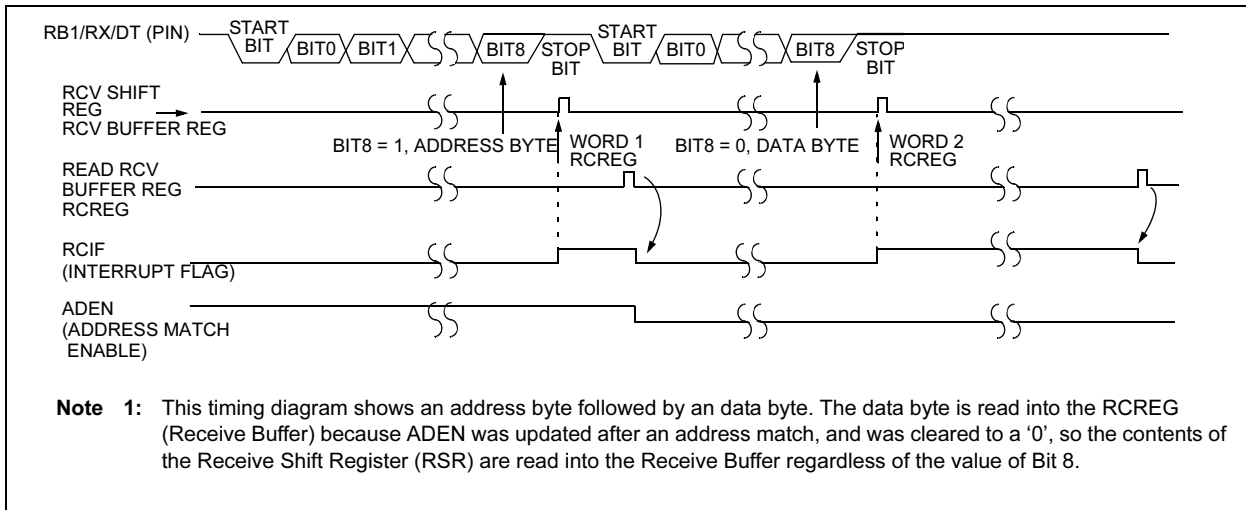 RB1/RX/DT (PIN)
START
BIT
BIT0
BIT1
BIT8
STOP
BIT
START
BIT
BIT0
BIT8
STOP
BIT
RCV SHIFT
REG
RCV BUFFER REG
BIT8 = 1, ADDRESS BYTE
WORD 1
RCREG
BIT8 = 0, DATA BYTE
WORD 2
RCREG
READ RCV
BUFFER REG
RCREG
RCIF
(INTERRUPT FLAG)
ADEN
(ADDRESS MATCH
ENABLE)
Note 1: This timing diagram shows an address byte followed by an data byte. The data byte is read into the RCREG
(Receive Buffer) because ADEN was updated after an address match, and was cleared to a ‘0’, so the contents of
the Receive Shift Register (RSR) are read into the Receive Buffer regardless of the value of Bit 8.